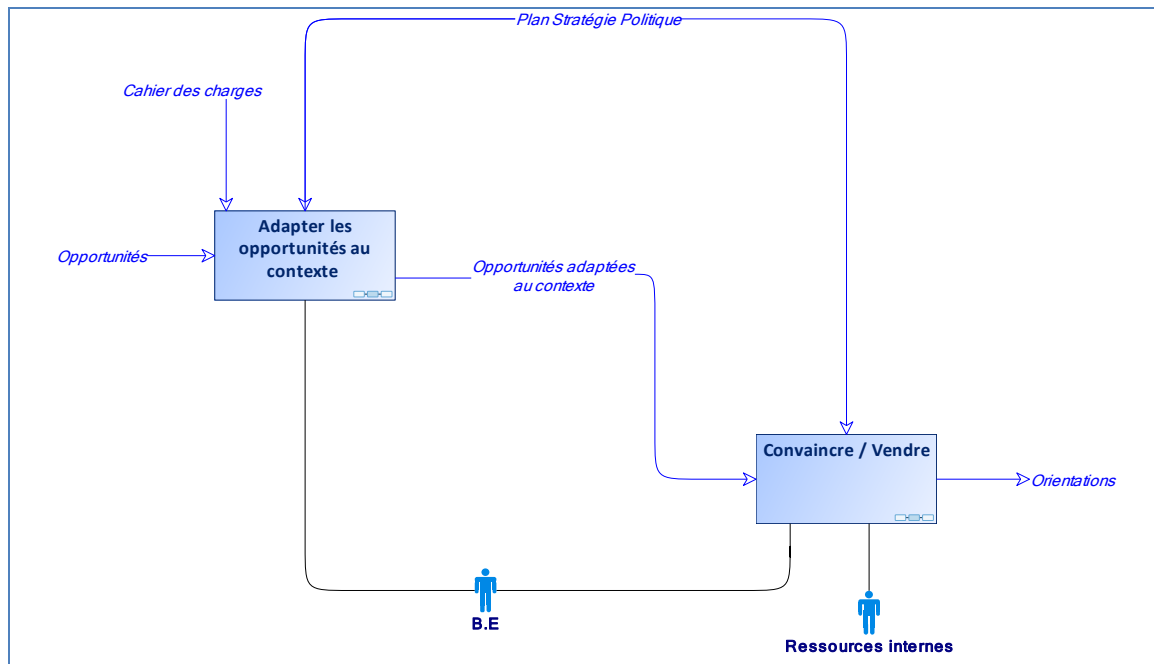 Plan Stratégie Politique
Cahier des charges
Adapter les
opportunités au
contexte
Opportunités
Opportunités adaptées
au contexte
Convaincre / Vendre
Orientations
B.E
Ressources internes